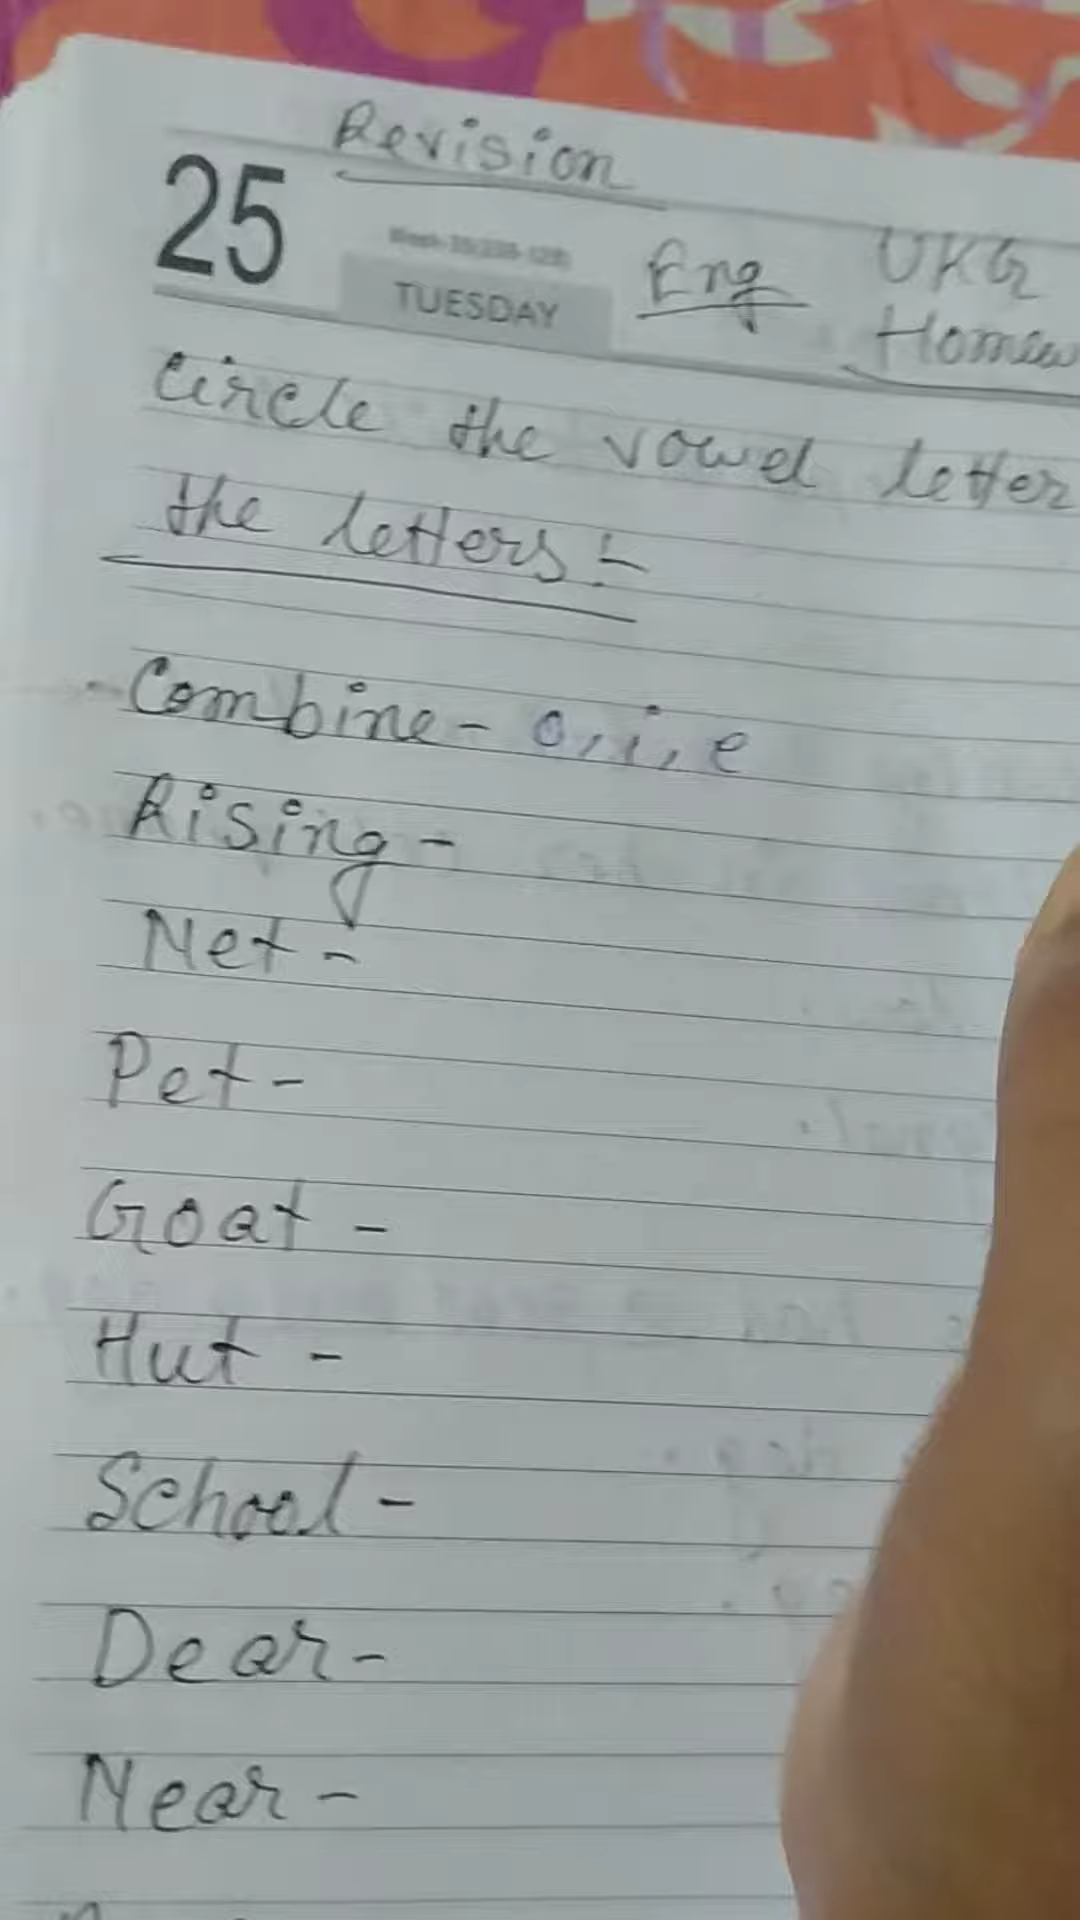 Revision
25
TUESDAY
Eng
UKG
Circle the vowel letter
the letters :-
Combine - o, i, e
Rising -
Net -
Pet -
Goat -
Hut -
School -
Dear -
Near -